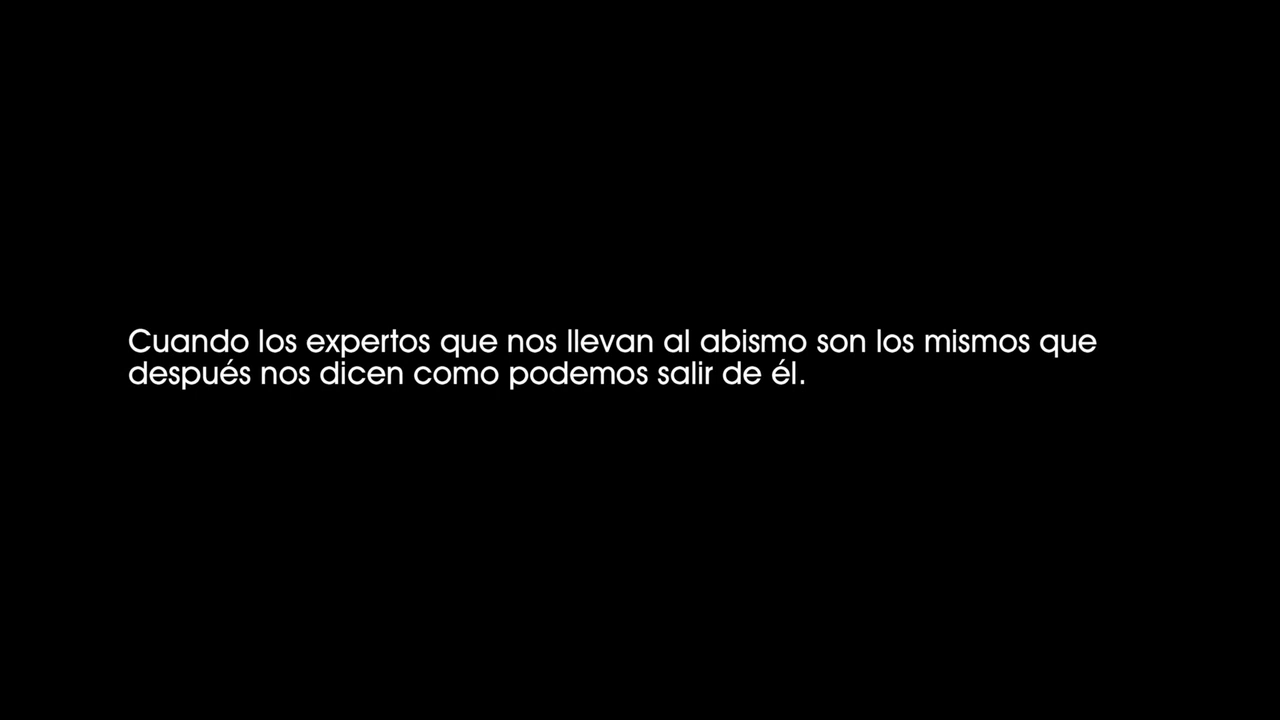 Cuando los expertos que nos llevan al abismo son los mismos que
después nos dicen como podemos salir de él.